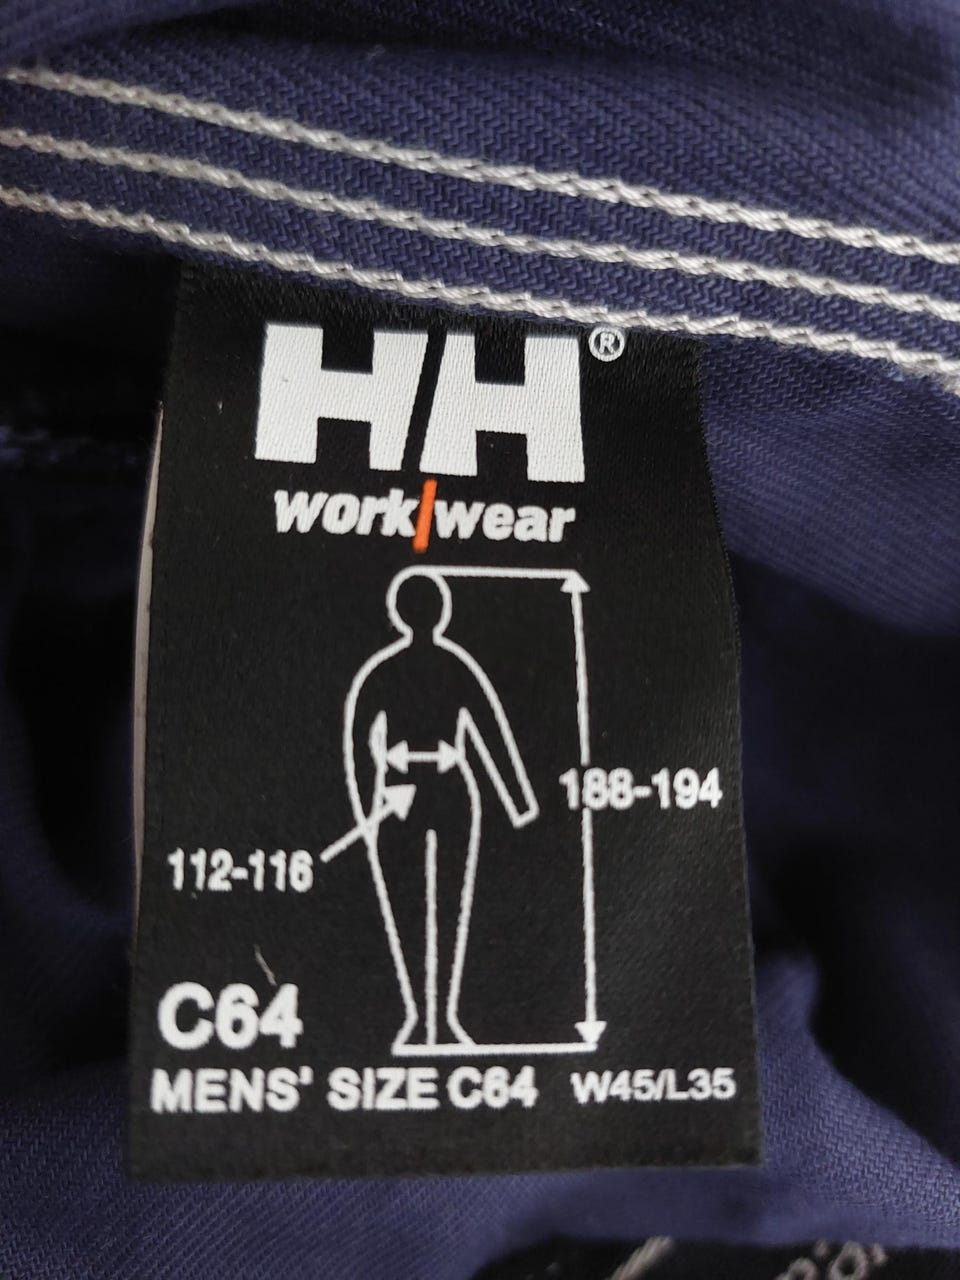 HH®
work/wear
188-194
112-116
C64
MENS' SIZE C64 W45/L35